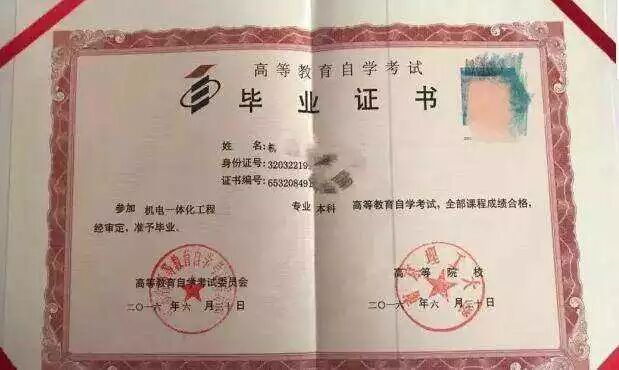 高等教育自学考试
毕业证书
姓 名:
身份证号: 32032219
证书编号: 653208491
参加 机电一体化工程 专业 本科 高等教育自学考试,全部课程成绩合格,
经审定,准予毕业。
高等教育自学考试委员会
二〇一六 年 六 月 三十 日
高 等 院 校
二〇一六 年 六 月 三十 日